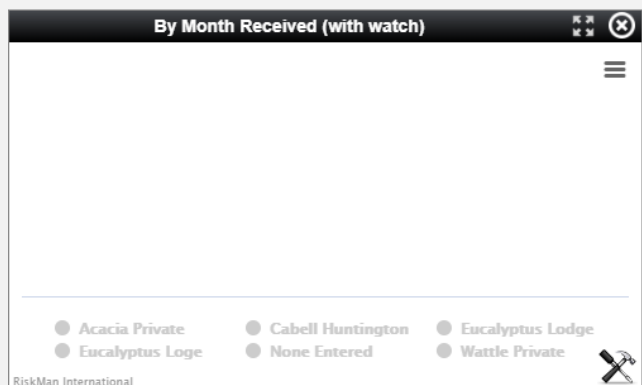 By Month Received (with watch)
Acacia Private Cabell Huntington Eucalyptus Lodge
Eucalyptus Loge None Entered Wattle Private
RiskMan International